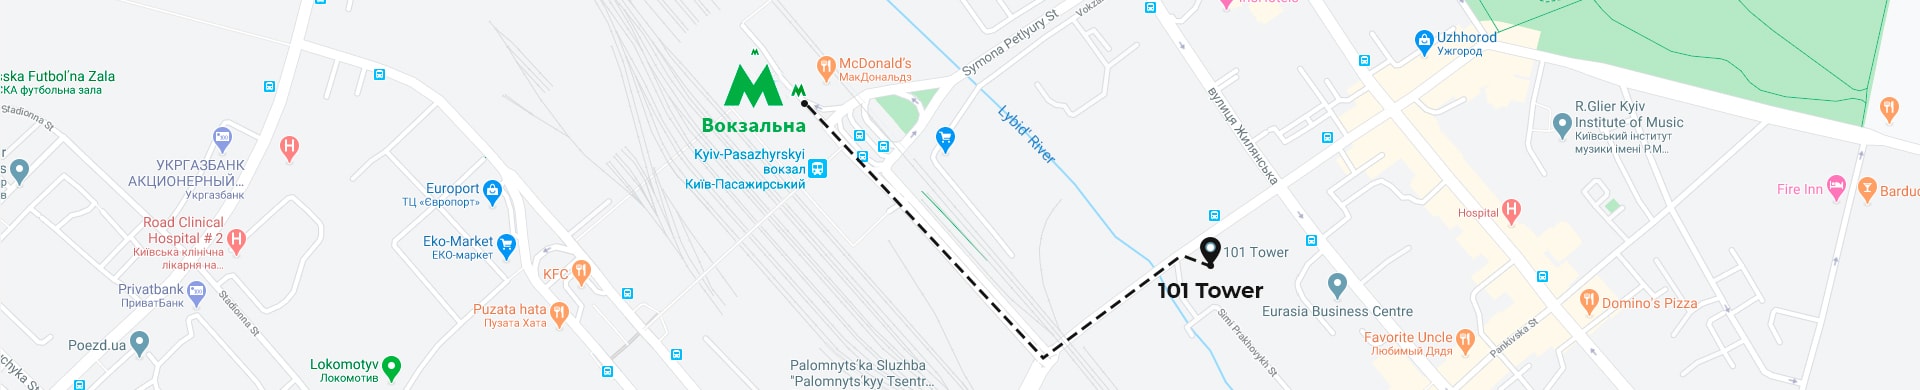 ska Futbol'na Zala
СКА футбольна зала
Stadionna St
УКРГАЗБАНК
АКЦИОНЕРНЫЙ...
Укргазбанк
Road Clinical
Hospital # 2
Київська клінічна
лікарня на...
Privatbank
ПриватБанк
Stadionna St
Poezd.ua
Europort
ТЦ «Європорт»
Eko-Market
ЕКО-маркет
KFC
Puzata hata
Пузата Хата
Lokomotyv
Локомотив
McDonald's
МакДональдз
Вокзальна
Kyiv-Pasazhyrskyi
вокзал
Київ-Пасажирський
Symona Petlyury St
Lybid' River
вулиця Жилянська
Palomnyts'ka Sluzhba
"Palomnyts'kyy Tsentr...
101 Tower
101 Tower
Simi Prakhovykh St
Eurasia Business Centre
Uzhhorod
Ужгород
R.Glier Kyiv
Institute of Music
Київський інститут
музики імені Р.М...
Hospital
Fire Inn
Domino's Pizza
Favorite Uncle
Любимый Дядя
Pankivska St